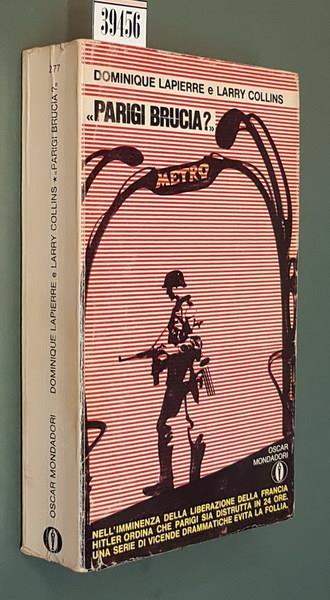 39456
DOMINIQUE LAPIERRE e LARRY COLLINS
«PARIGI BRUCIA?»
METRO
OSCAR
MONDADORI
NELL'IMMINENZA DELLA LIBERAZIONE DELLA FRANCIA
HITLER ORDINA CHE PARIGI SIA DISTRUTTA IN 24 ORE.
UNA SERIE DI VICENDE DRAMMATICHE EVITA LA FOLLIA.
277
OSCAR MONDADORI DOMINIQUE LAPIERRE e LARRY COLLINS ★ «PARIGI BRUCIA?»